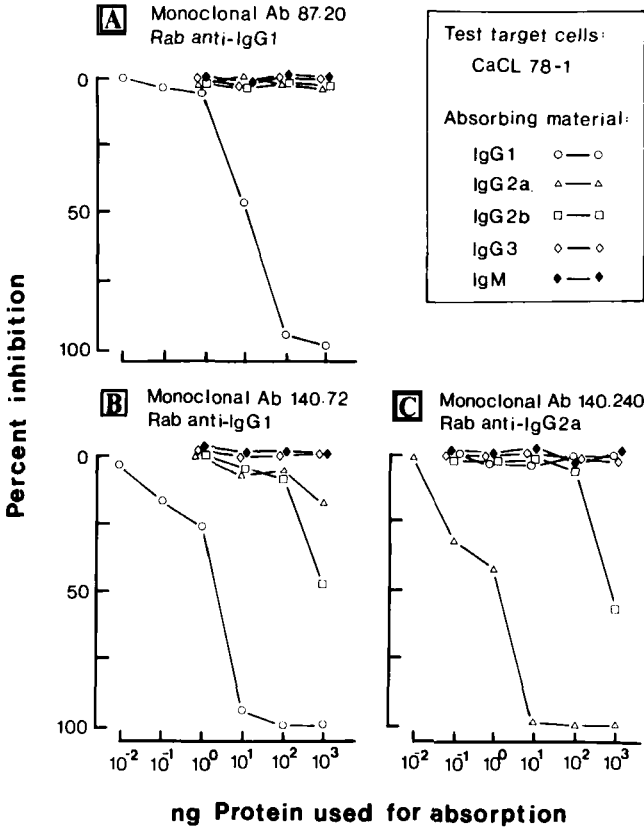 A Monoclonal Ab 87.20
Rab anti-IgG1
0
50
100
Test target cells:
CaCL 78-1
Absorbing material:
IgG1
IgG2a
IgG2b
IgG3
IgM
Percent inhibition
B Monoclonal Ab 140.72
Rab anti-IgG1
0
50
100
10-2 10-1 100 101 102 103
C Monoclonal Ab 140.240
Rab anti-IgG2a
10-2 10-1 100 101 102 103
ng Protein used for absorption